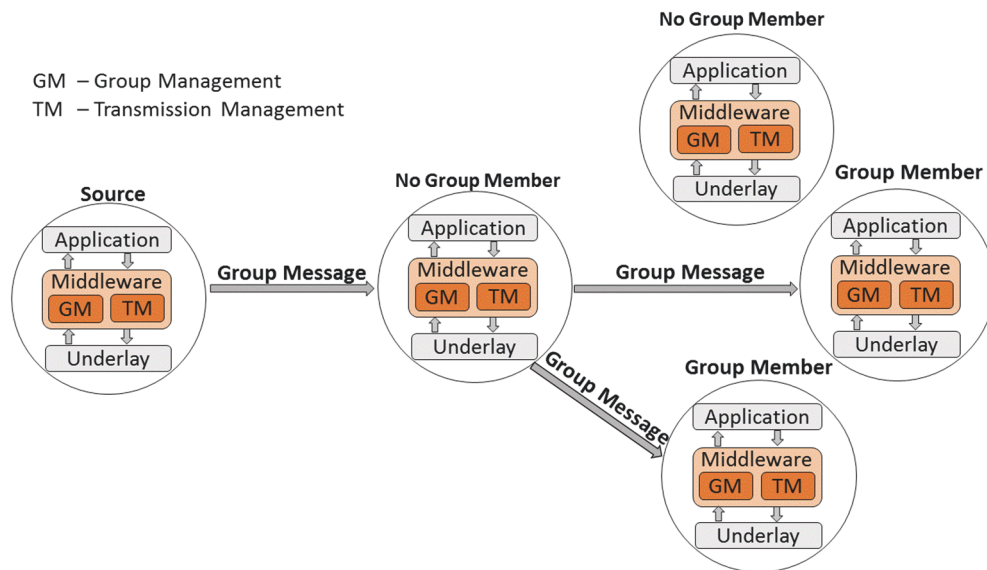 No Group Member
Application
Middleware
GM TM
Underlay
GM – Group Management
TM – Transmission Management
Source
Application
Middleware
GM TM
Underlay
Group Message
No Group Member
Application
Middleware
GM TM
Underlay
Group Message
Group Member
Application
Middleware
GM TM
Underlay
Group Message
Group Member
Application
Middleware
GM TM
Underlay